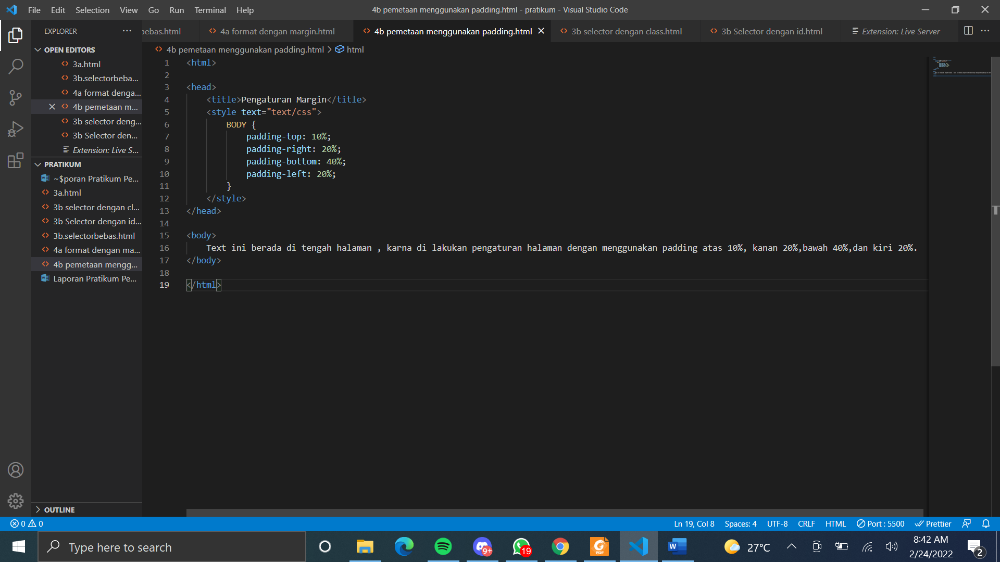 File Edit Selection View Go Run Terminal Help
4b pemetaan menggunakan padding.html - pratikum - Visual Studio Code
EXPLORER
OPEN EDITORS
3a.html
3b.selectorbeba...
4a format denga...
4b pemetaan m...
3b selector deng...
3b Selector den...
Extension: Live S...
PRATIKUM
~$poran Pratikum Pe...
3a.html
3b selector dengan cl...
3b Selector dengan id...
3b.selectorbebas.html
4a format dengan ma...
4b pemetaan mengg...
Laporan Pratikum Pe...
OUTLINE
bebas.html
4a format dengan margin.html
4b pemetaan menggunakan padding.html
3b selector dengan class.html
3b Selector dengan id.html
Extension: Live Server
4b pemetaan menggunakan padding.html > html
1 <html>
2
3 <head>
4 <title>Pengaturan Margin</title>
5 <style text="text/css">
6 BODY {
7 padding-top: 10%;
8 padding-right: 20%;
9 padding-bottom: 40%;
10 padding-left: 20%;
11 }
12 </style>
13 </head>
14
15 <body>
16 Text ini berada di tengah halaman , karna di lakukan pengaturan halaman dengan menggunakan padding atas 10%, kanan 20%,bawah 40%,dan kiri 20%.
17 </body>
18
19 </html>
0 0
Ln 19, Col 8 Spaces: 4 UTF-8 CRLF HTML Port : 5500 Prettier
Type here to search
9+
19
PDF
W
27°C
8:42 AM
2/24/2022
2